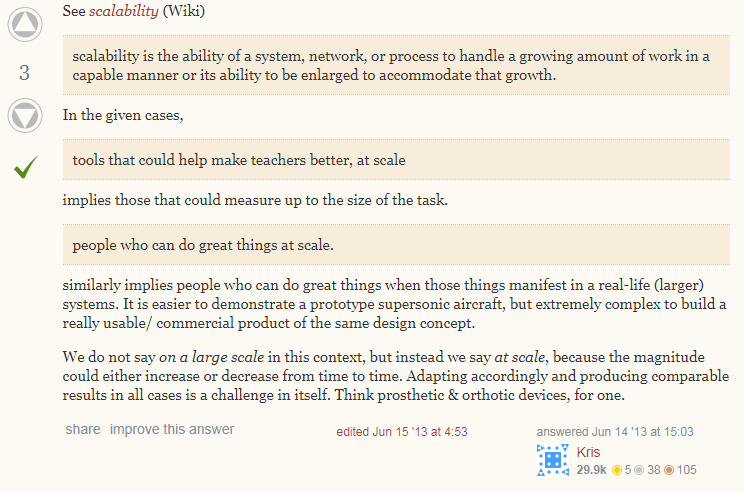 See scalability (Wiki)
scalability is the ability of a system, network, or process to handle a growing amount of work in a
capable manner or its ability to be enlarged to accommodate that growth.
3
In the given cases,
tools that could help make teachers better, at scale
implies those that could measure up to the size of the task.
people who can do great things at scale.
similarly implies people who can do great things when those things manifest in a real-life (larger)
systems. It is easier to demonstrate a prototype supersonic aircraft, but extremely complex to build a
really usable/ commercial product of the same design concept.
We do not say on a large scale in this context, but instead we say at scale, because the magnitude
could either increase or decrease from time to time. Adapting accordingly and producing comparable
results in all cases is a challenge in itself. Think prosthetic & orthotic devices, for one.
share improve this answer
edited Jun 15 '13 at 4:53
answered Jun 14 '13 at 15:03
Kris
29.9k 5 38 105